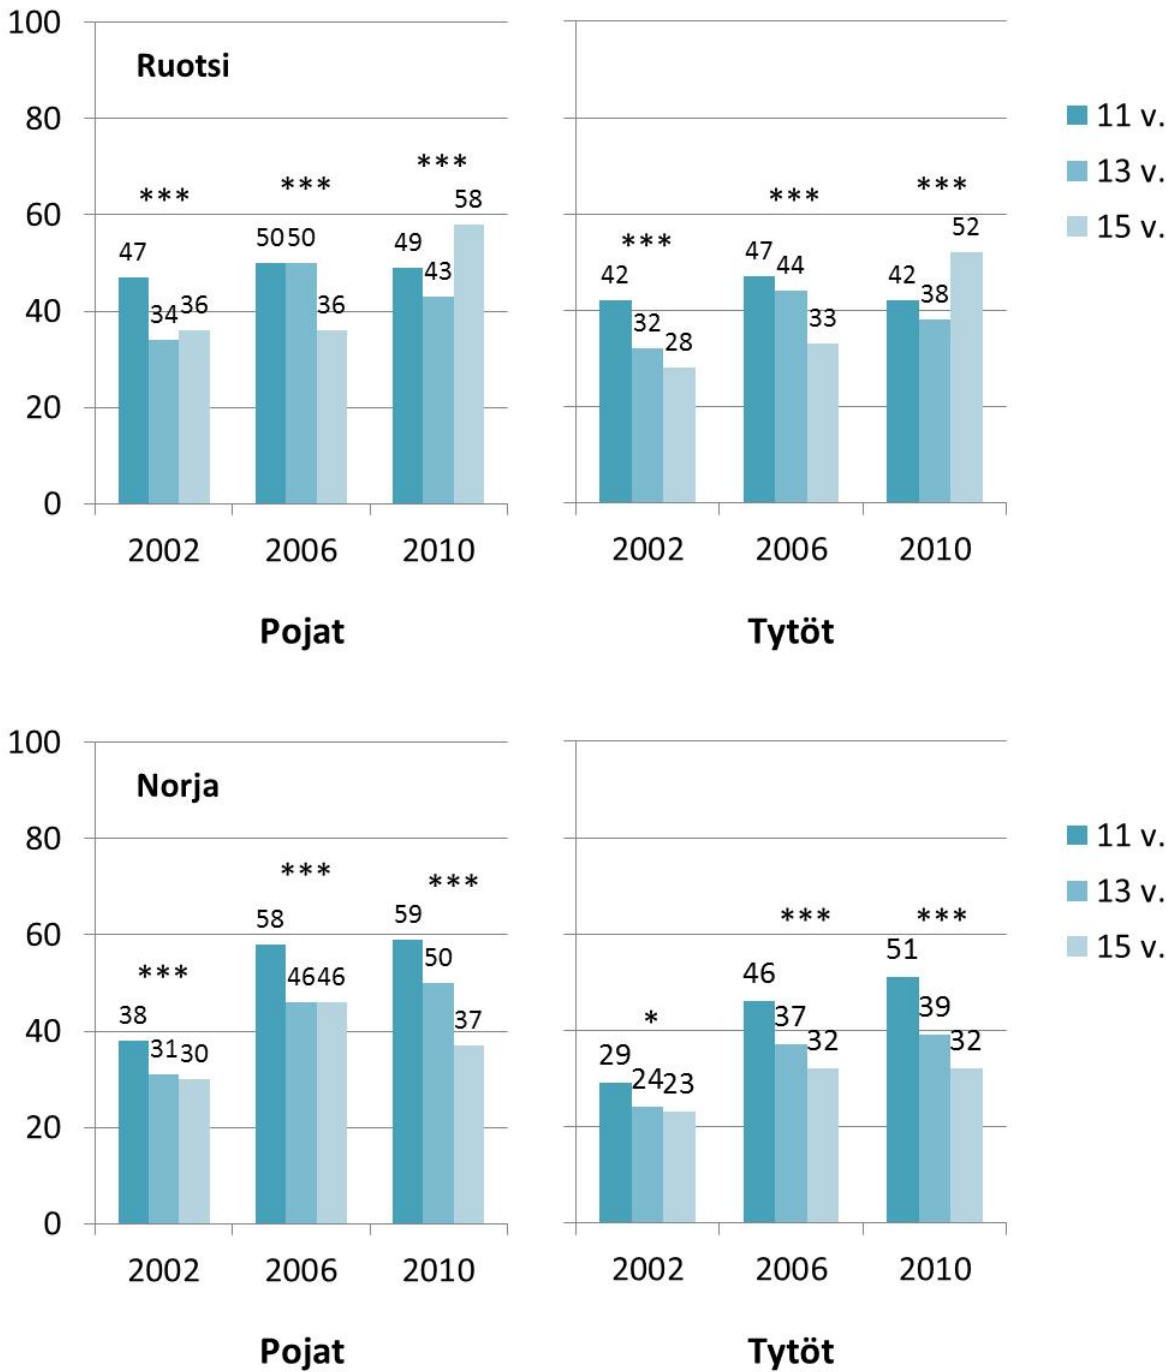 100
Ruotsi
80
60
40
20
0
*** *** ***
47 34 36 50 50 36 49 43 58
2002 2006 2010
Pojat
*** *** ***
42 32 28 47 44 33 42 38 52
2002 2006 2010
Tytöt
11 v.
13 v.
15 v.
100
Norja
80
60
40
20
0
*** *** ***
38 31 30 58 46 46 59 50 37
2002 2006 2010
Pojat
* *** ***
29 24 23 46 37 32 51 39 32
2002 2006 2010
Tytöt
11 v.
13 v.
15 v.